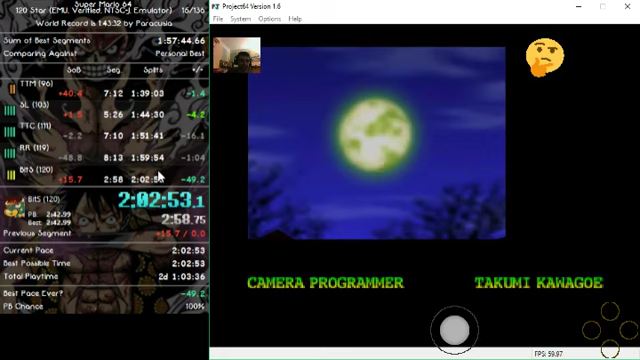 Super Mario 64
120 Star (EMU, Verified, NTSC-J, Emulator) 16/136
World Record is 1:43:32 by Paracusia
Sum of Best Segments 1:57:44.66
Comparing Against Personal Best
SoB Seg Splits +/-
TTM (96)
+40.4 7:12 1:39:03 -1.4
SL (103)
+1.5 5:26 1:44:30 -4.2
TTC (111)
-2.2 7:10 1:51:41 -16.1
RR (119)
-48.8 8:13 1:59:54 -1:04
BitS (120)
+15.7 2:58 2:02:53 -49.2
BitS (120) 2:02:53.1
PB: 2:42.99
Best: 2:42.99
2:58.75
Previous Segment +15.7 / 0.0
Current Pace 2:02:53
Best Possible Time 2:02:53
Total Playtime 2d 1:03:36
Best Pace Ever? -49.2
PB Chance 100%
Project64 Version 1.6
File System Options Help
CAMERA PROGRAMMER TAKUMI KAWAGOE
FPS: 59.97